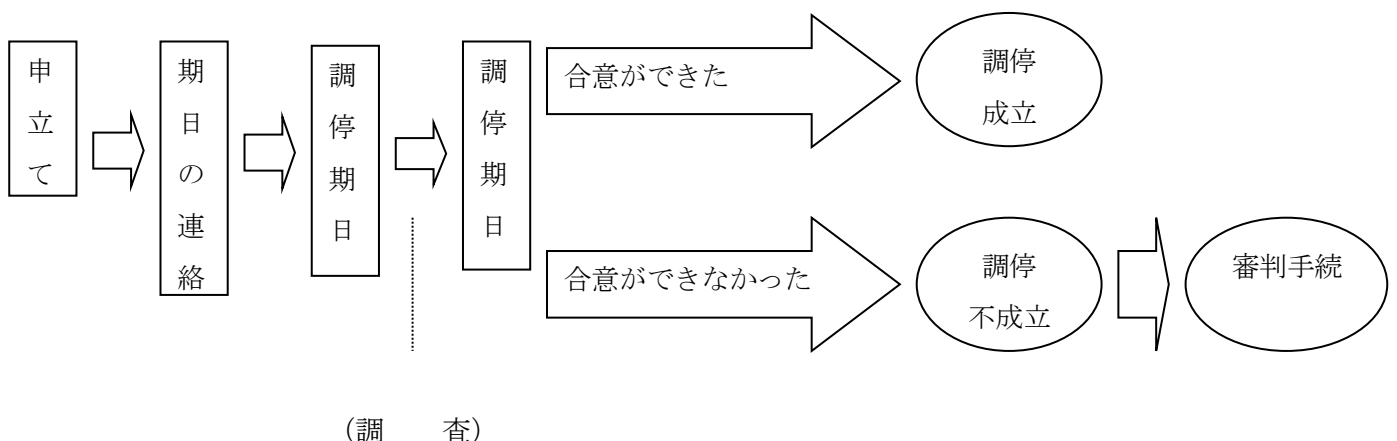 申立て
期日の連絡
調停期日
調停期日
合意ができた
調停
成立
合意ができなかった
調停
不成立
審判手続
（調　　査）